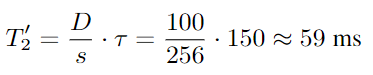 T′₂ = D/s · τ = 100/256 · 150 ≈ 59 ms